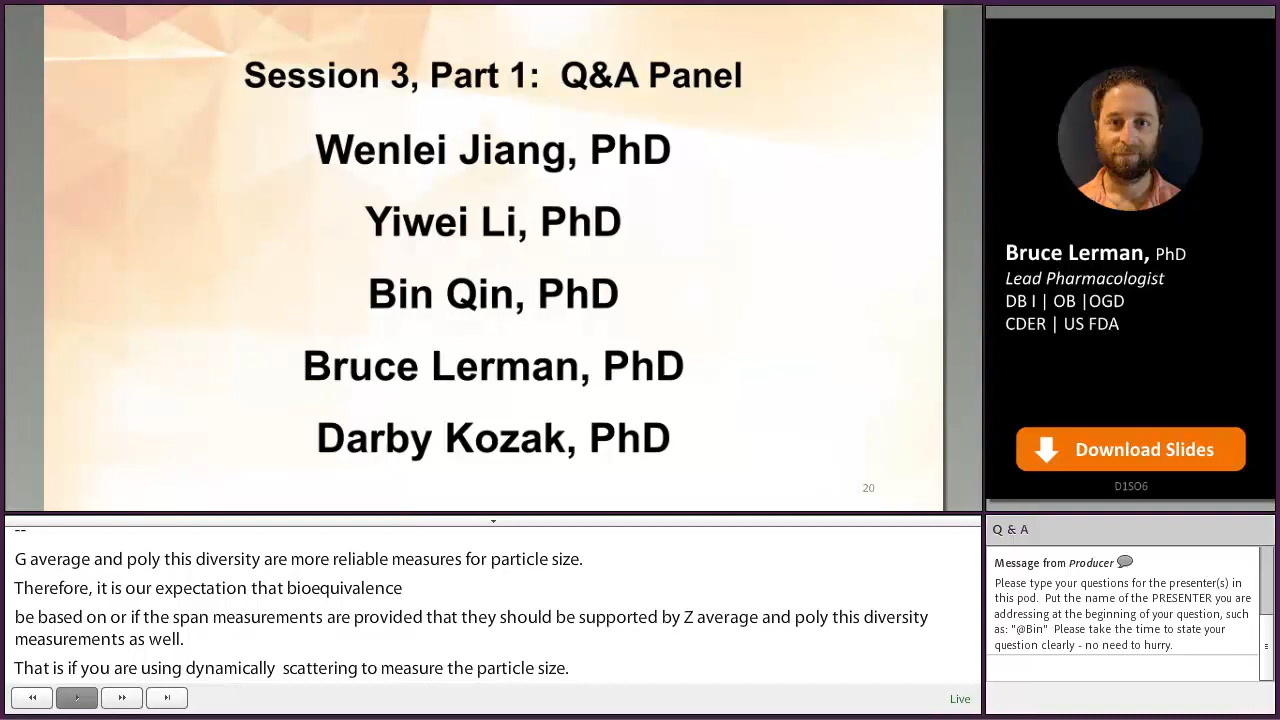 Session 3, Part 1:  Q&A Panel
Wenlei Jiang, PhD
Yiwei Li, PhD
Bin Qin, PhD
Bruce Lerman, PhD
Darby Kozak, PhD
20
Bruce Lerman, PhD
Lead Pharmacologist
DB I | OB |OGD
CDER | US FDA
Download Slides
D1SO6
--
G average and poly this diversity are more reliable measures for particle size.
Therefore, it is our expectation that bioequivalence
be based on or if the span measurements are provided that they should be supported by Z average and poly this diversity
measurements as well.
That is if you are using dynamically  scattering to measure the particle size.
Live
Q & A
Message from Producer
Please type your questions for the presenter(s) in
this pod.  Put the name of the PRESENTER you are
addressing at the beginning of your question, such
as: "@Bin"  Please take the time to state your
question clearly - no need to hurry.